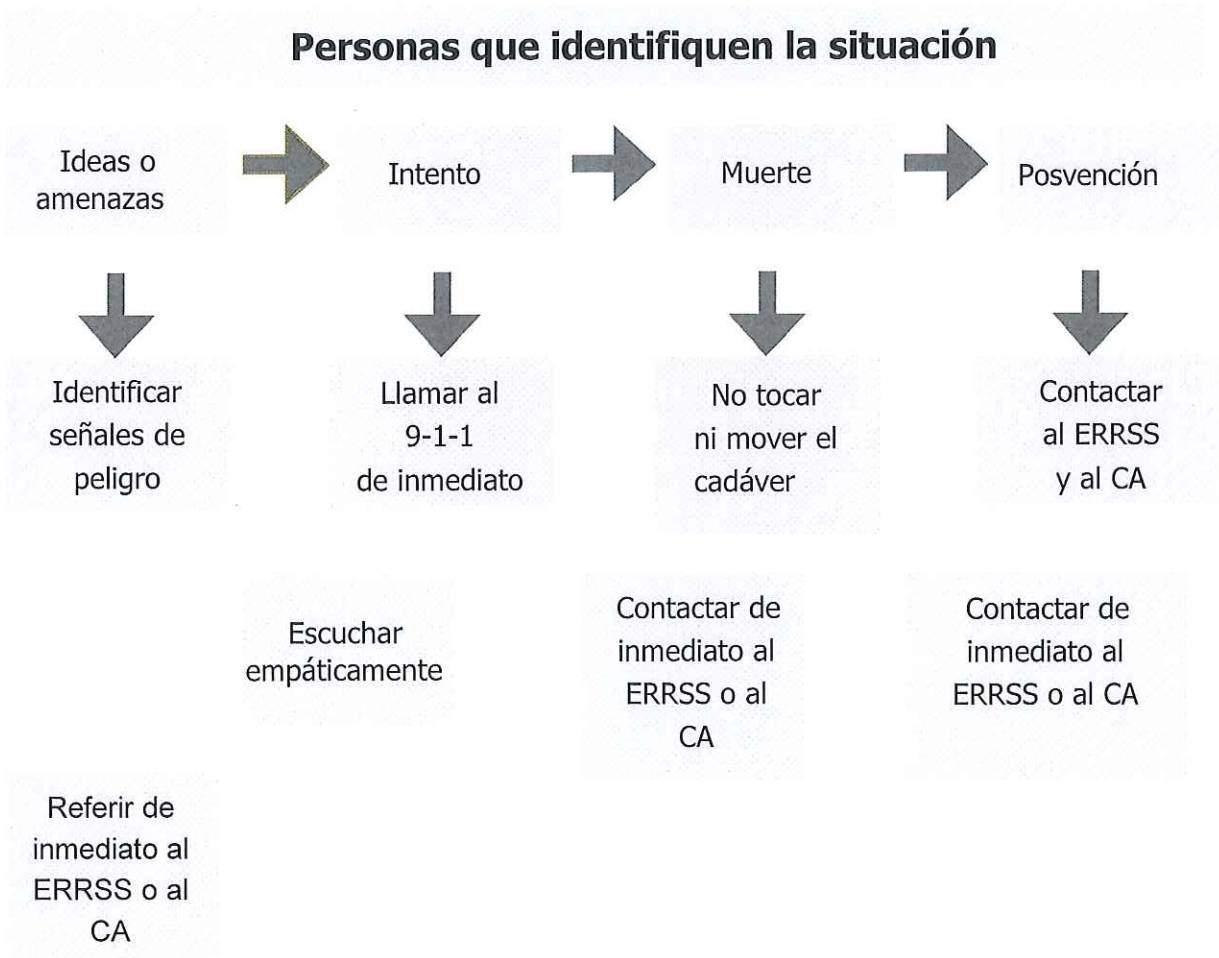 Personas que identifiquen la situación
Ideas o
amenazas
Intento
Muerte
Posvención
Identificar
señales de
peligro
Llamar al
9-1-1
de inmediato
No tocar
ni mover el
cadáver
Contactar
al ERRSS
y al CA
Escuchar
empáticamente
Contactar de
inmediato al
ERRSS o al
CA
Contactar de
inmediato al
ERRSS o al CA
Referir de
inmediato al
ERRSS o al
CA